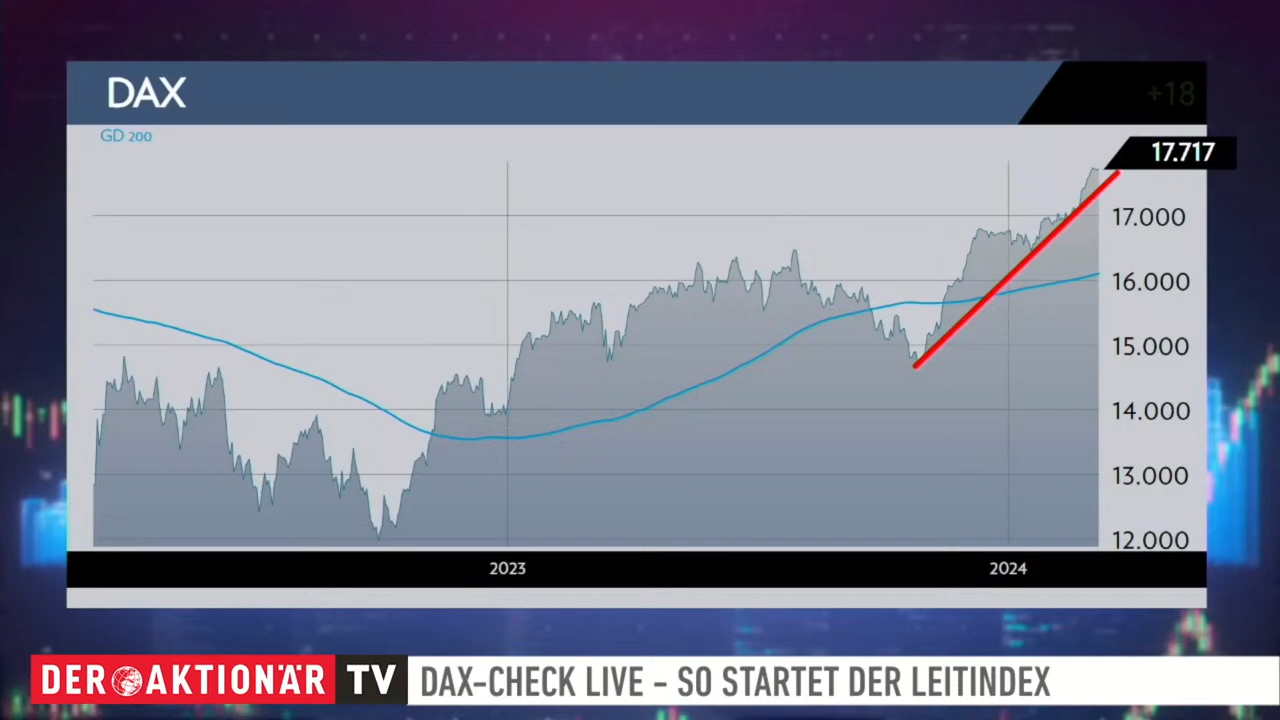 DAX
+18
GD 200
17.717
17.000
16.000
15.000
14.000
13.000
12.000
2023
2024
DER AKTIONÄR TV
DAX-CHECK LIVE - SO STARTET DER LEITINDEX